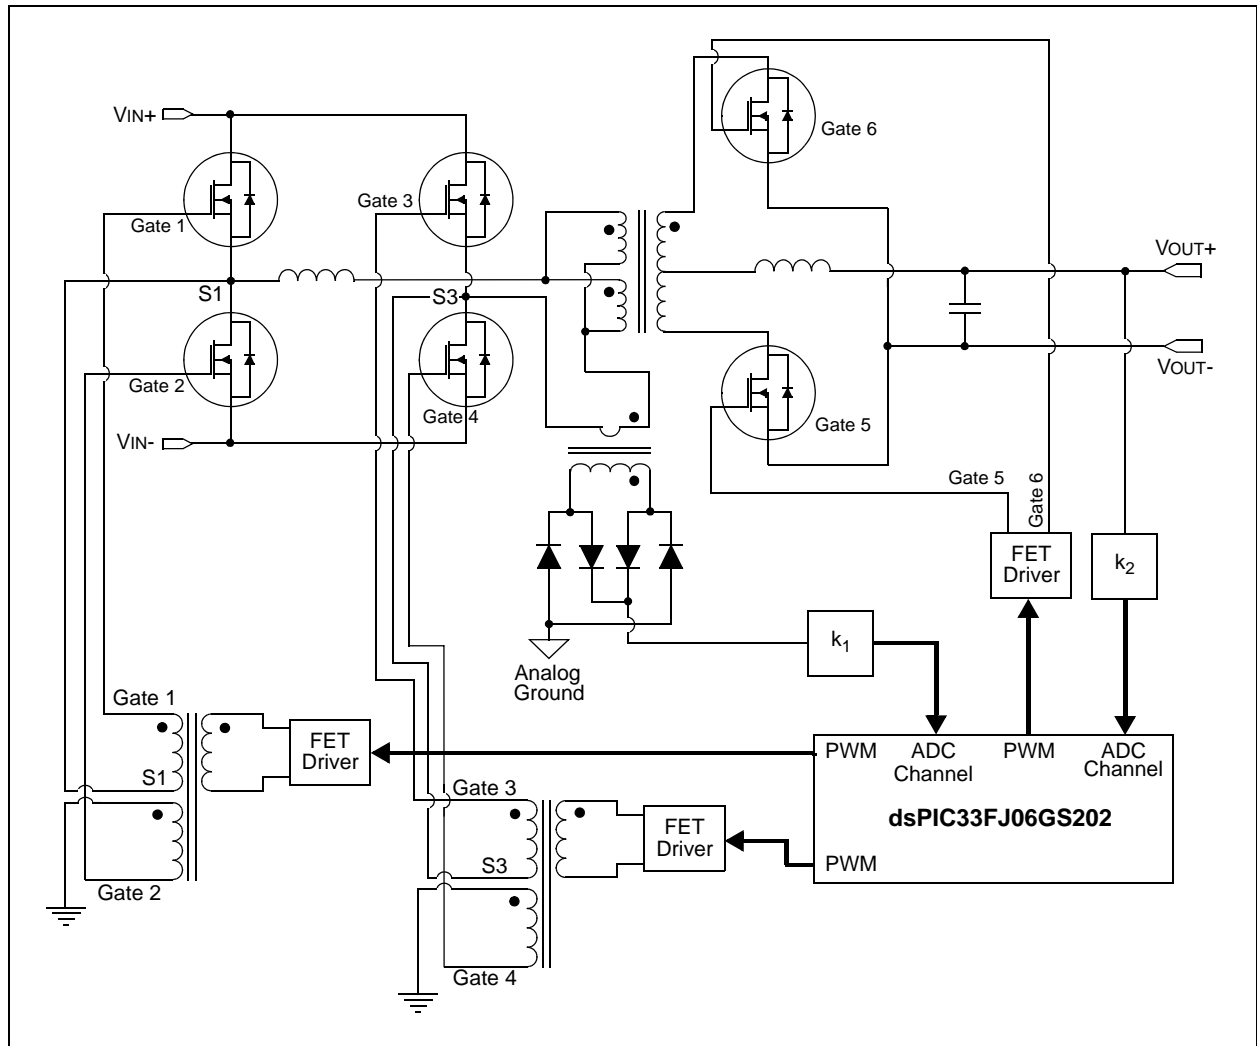 VIN+
Gate 6
Gate 3
Gate 1
VOUT+
S1
S3
VOUT-
Gate 2
Gate 4
Gate 5
VIN-
Gate 5
Gate 6
FET
Driver
k2
k1
Analog
Ground
Gate 1
FET
Driver
PWM
ADC
Channel
PWM
ADC
Channel
S1
Gate 3
dsPIC33FJ06GS202
FET
Driver
S3
PWM
Gate 2
Gate 4